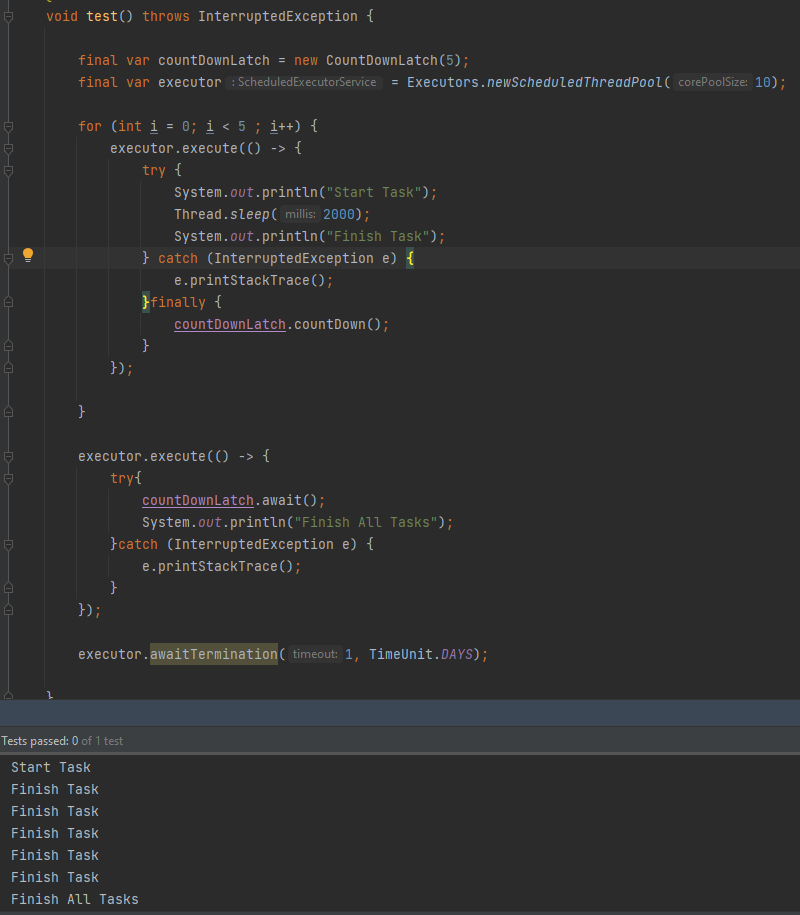 void test() throws InterruptedException {
final var countDownLatch = new CountDownLatch(5);
final var executor : ScheduledExecutorService = Executors.newScheduledThreadPool( corePoolSize: 10);
for (int i = 0; i < 5 ; i++) {
executor.execute(() -> {
try {
System.out.println("Start Task");
Thread.sleep( millis: 2000);
System.out.println("Finish Task");
} catch (InterruptedException e) {
e.printStackTrace();
}finally {
countDownLatch.countDown();
}
});
}
executor.execute(() -> {
try{
countDownLatch.await();
System.out.println("Finish All Tasks");
}catch (InterruptedException e) {
e.printStackTrace();
}
});
executor.awaitTermination( timeout: 1, TimeUnit.DAYS);
}
Tests passed: 0 of 1 test
Start Task
Finish Task
Finish Task
Finish Task
Finish Task
Finish Task
Finish All Tasks